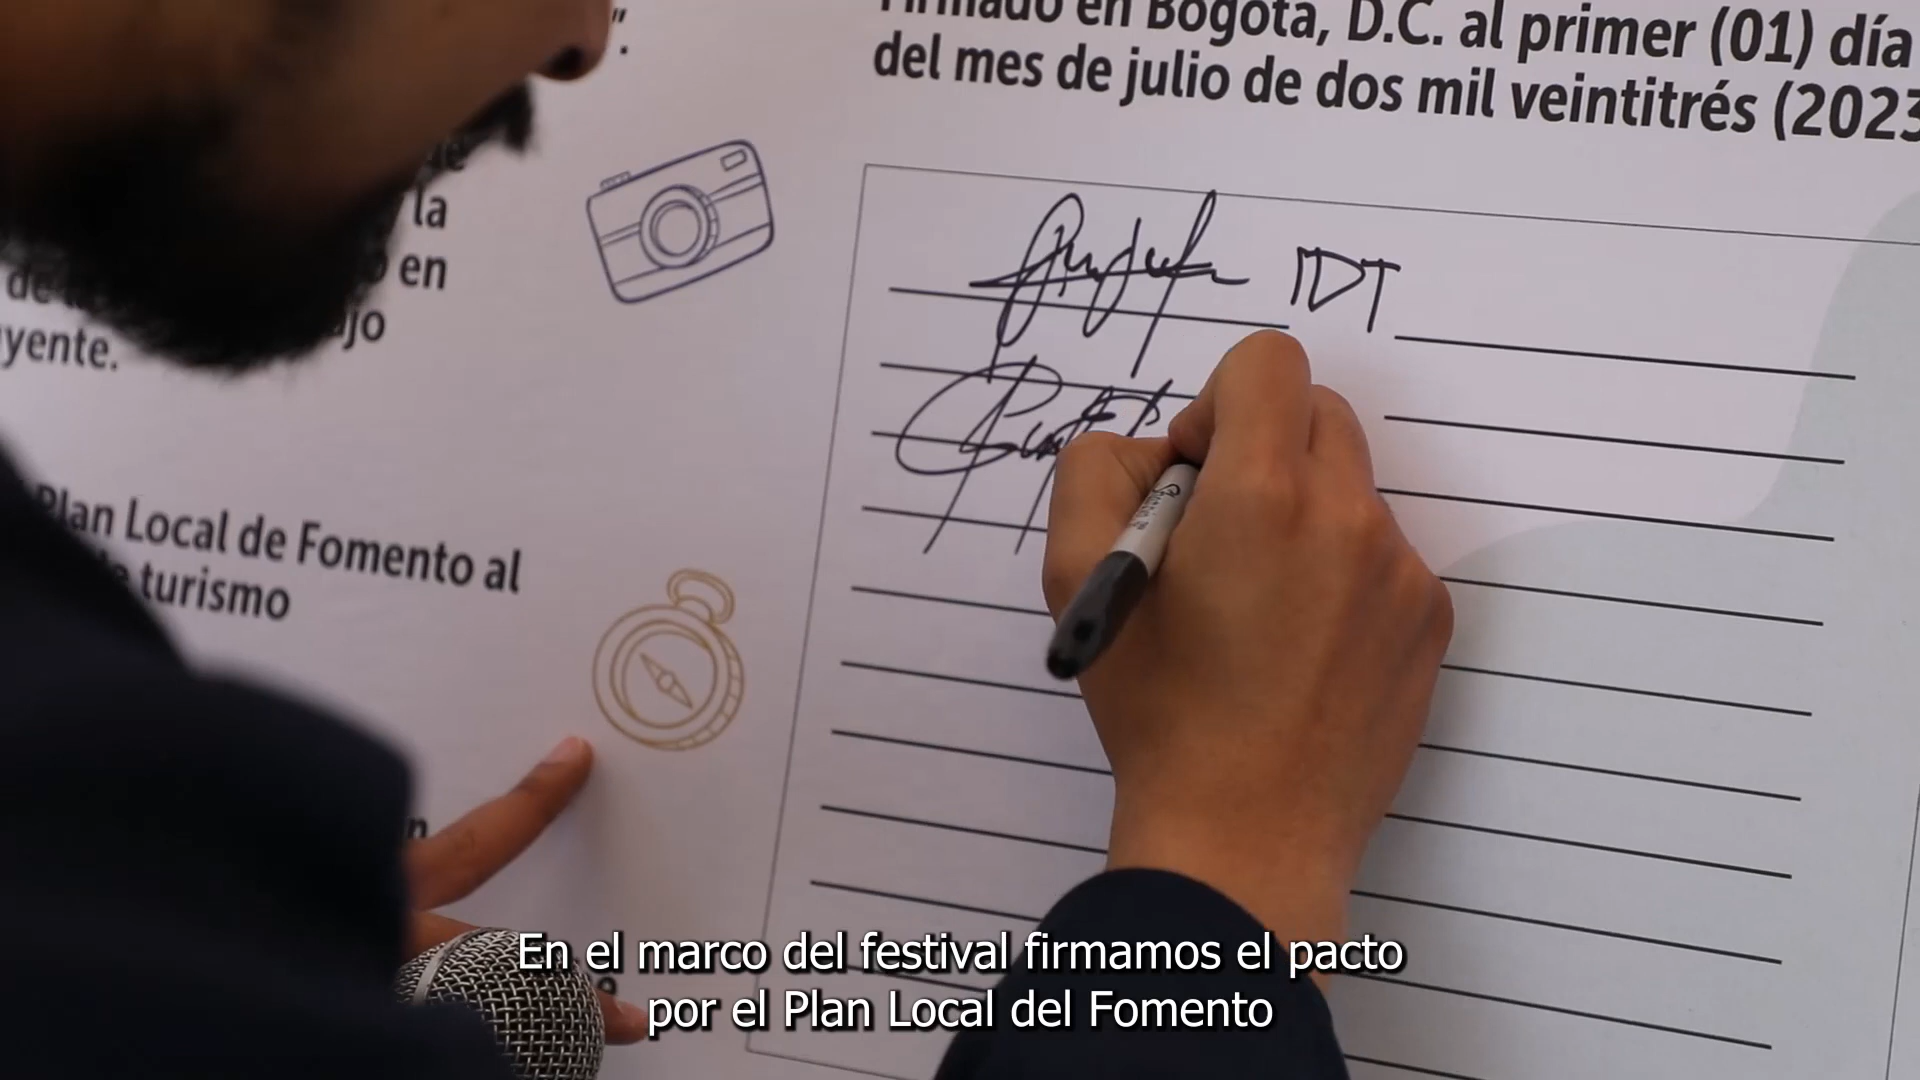 ".
Firmado en Bogotá, D.C. al primer (01) día
del mes de julio de dos mil veintitrés (2023
la
en
de
jo
yente.
IDT
Plan Local de Fomento al
turismo
En el marco del festival firmamos el pacto
por el Plan Local del Fomento